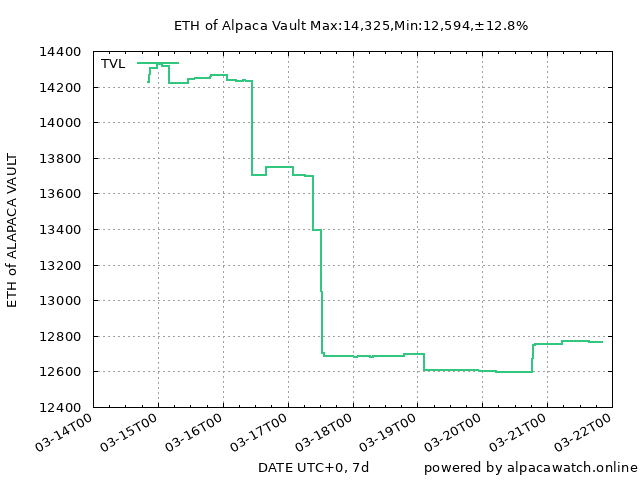 ETH of Alpaca Vault Max:14,325,Min:12,594,±12.8%
TVL
14400
14200
14000
13800
13600
13400
13200
13000
12800
12600
12400
ETH of ALAPACA VAULT
03-14T00
03-15T00
03-16T00
03-17T00
03-18T00
03-19T00
03-20T00
03-21T00
03-22T00
DATE UTC+0, 7d
powered by alpacawatch.online